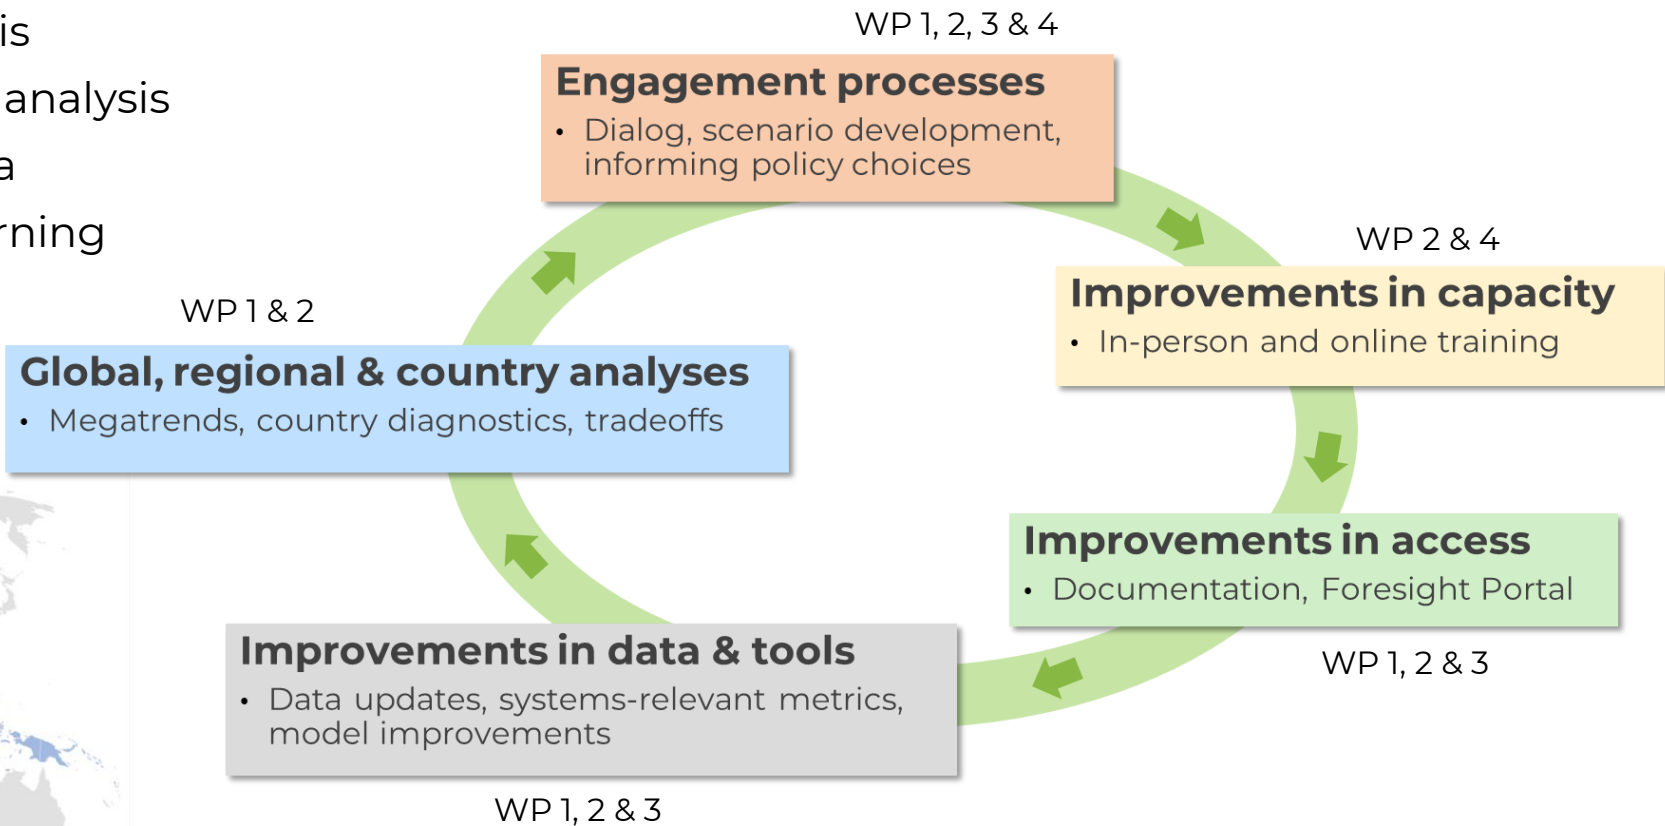 is
analysis
a
rning
WP 1, 2, 3 & 4
Engagement processes
• Dialog, scenario development,
informing policy choices
WP 2 & 4
Improvements in capacity
• In-person and online training
WP 1 & 2
Global, regional & country analyses
• Megatrends, country diagnostics, tradeoffs
Improvements in access
• Documentation, Foresight Portal
WP 1, 2 & 3
Improvements in data & tools
• Data updates, systems-relevant metrics,
model improvements
WP 1, 2 & 3